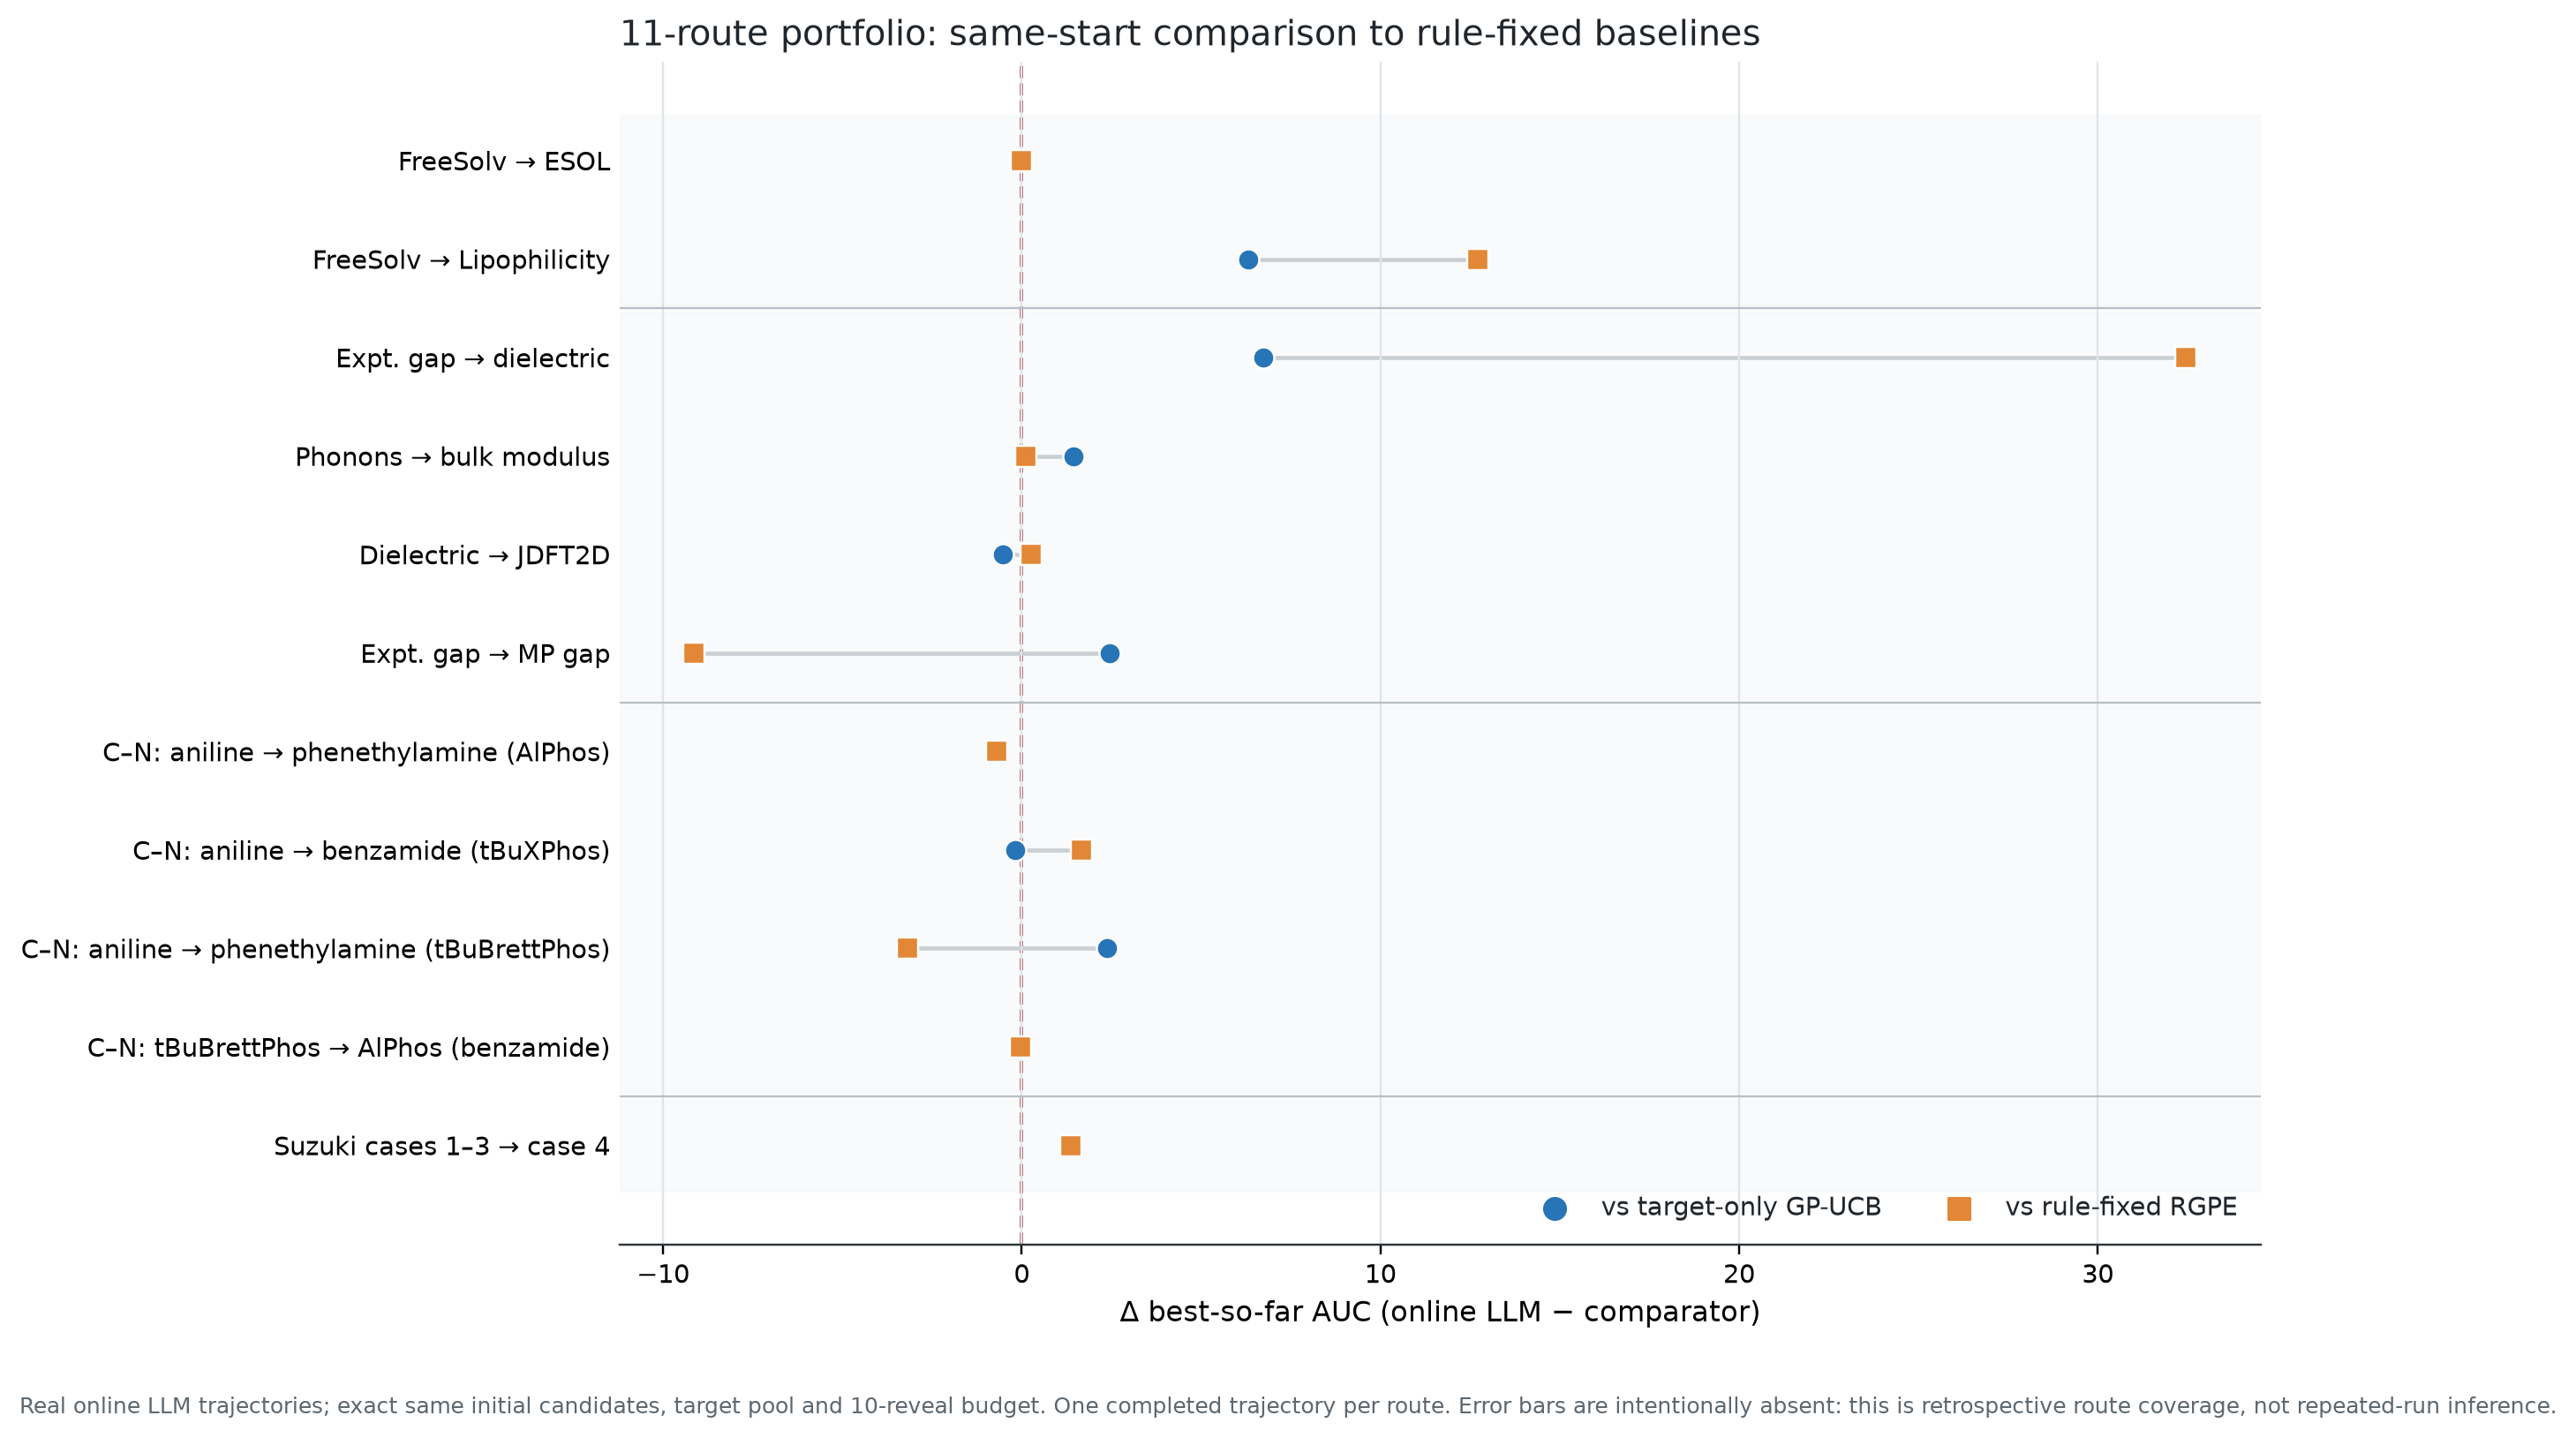 11-route portfolio: same-start comparison to rule-fixed baselines
FreeSolv → ESOL
FreeSolv → Lipophilicity
Expt. gap → dielectric
Phonons → bulk modulus
Dielectric → JDFT2D
Expt. gap → MP gap
C–N: aniline → phenethylamine (AlPhos)
C–N: aniline → benzamide (tBuXPhos)
C–N: aniline → phenethylamine (tBuBrettPhos)
C–N: tBuBrettPhos → AlPhos (benzamide)
Suzuki cases 1–3 → case 4
vs target-only GP-UCB
vs rule-fixed RGPE
−10
0
10
20
30
Δ best-so-far AUC (online LLM − comparator)
Real online LLM trajectories; exact same initial candidates, target pool and 10-reveal budget. One completed trajectory per route. Error bars are intentionally absent: this is retrospective route coverage, not repeated-run inference.